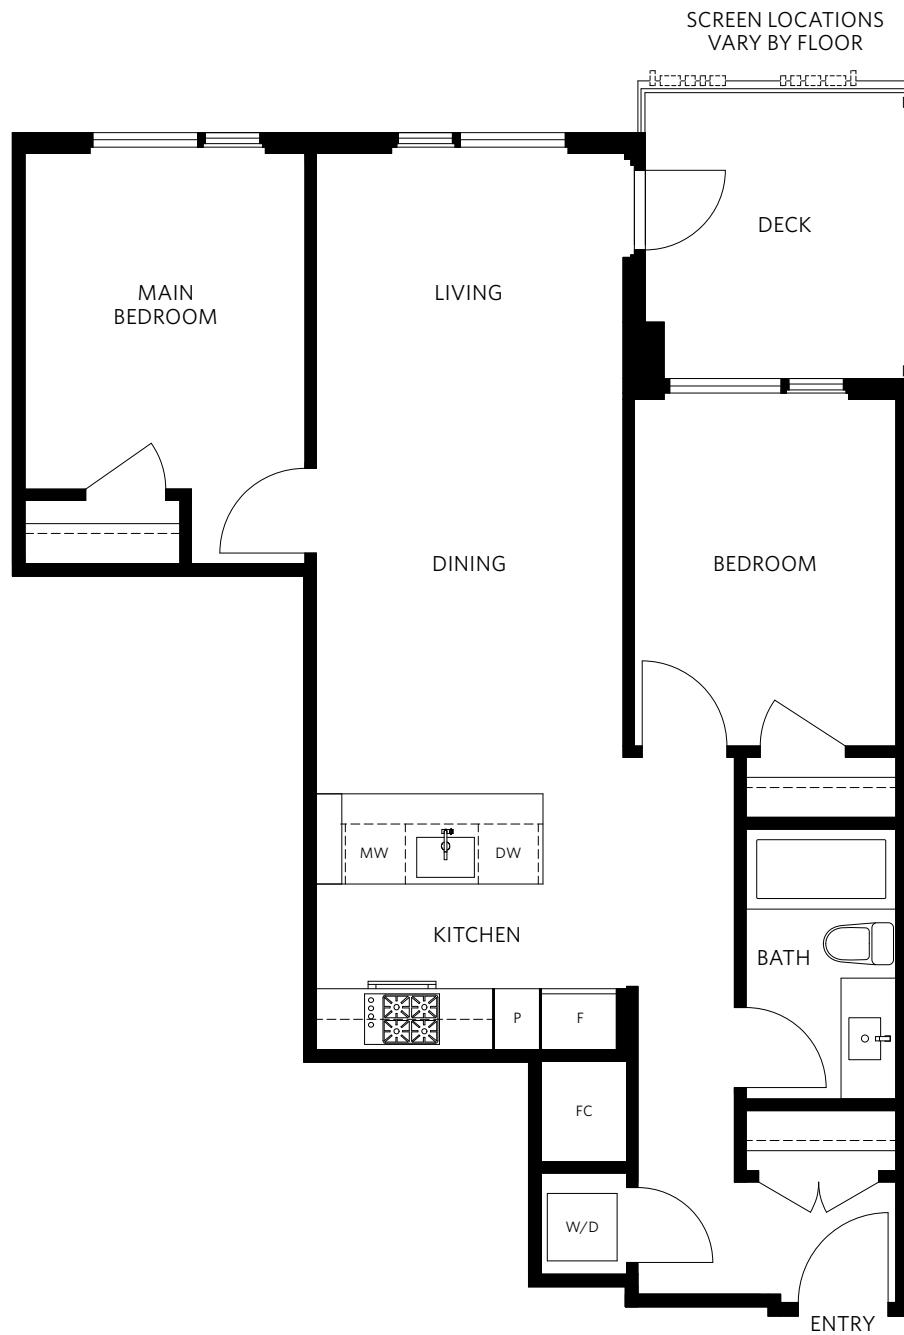 SCREEN LOCATIONS
VARY BY FLOOR
DECK
MAIN
BEDROOM
LIVING
DINING
BEDROOM
MW
DW
KITCHEN
BATH
P
F
FC
W/D
ENTRY